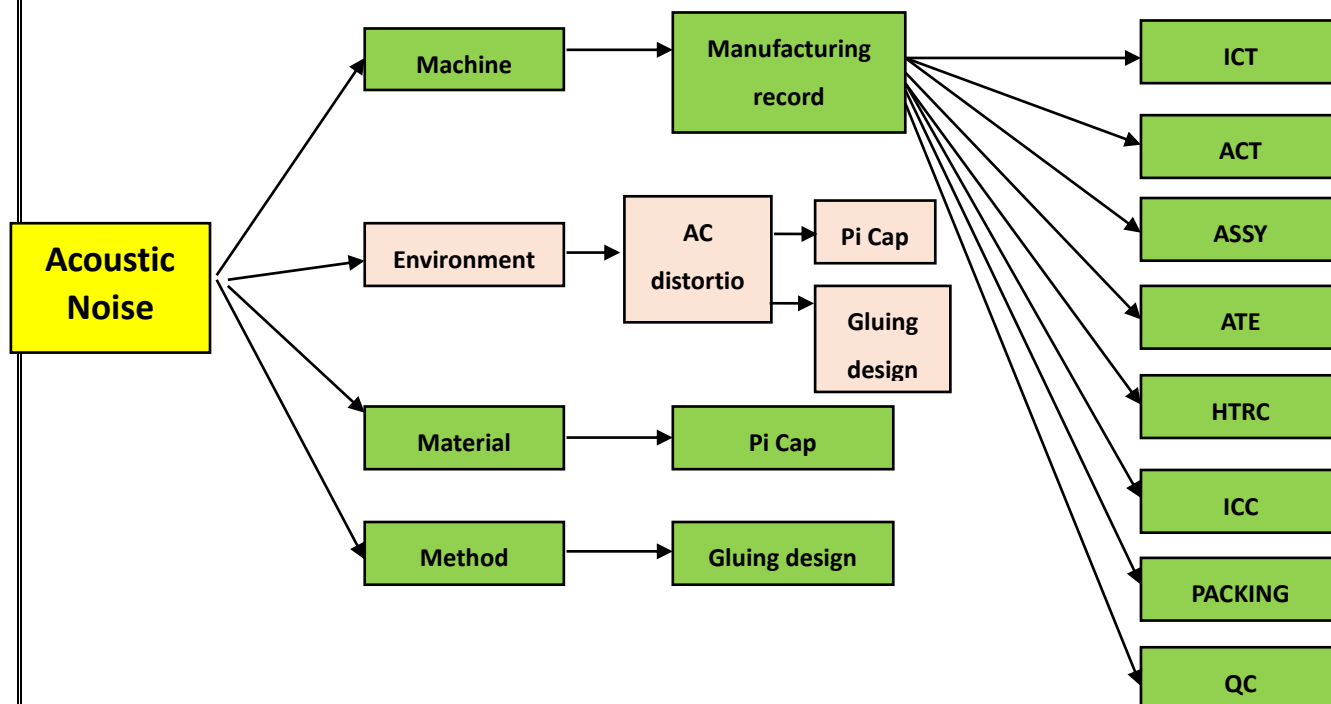 Acoustic
Noise
Machine
Manufacturing
record
ICT
ACT
ASSY
ATE
HTRC
ICC
PACKING
QC
Environment
AC
distortio
Pi Cap
Gluing
design
Material
Pi Cap
Method
Gluing design